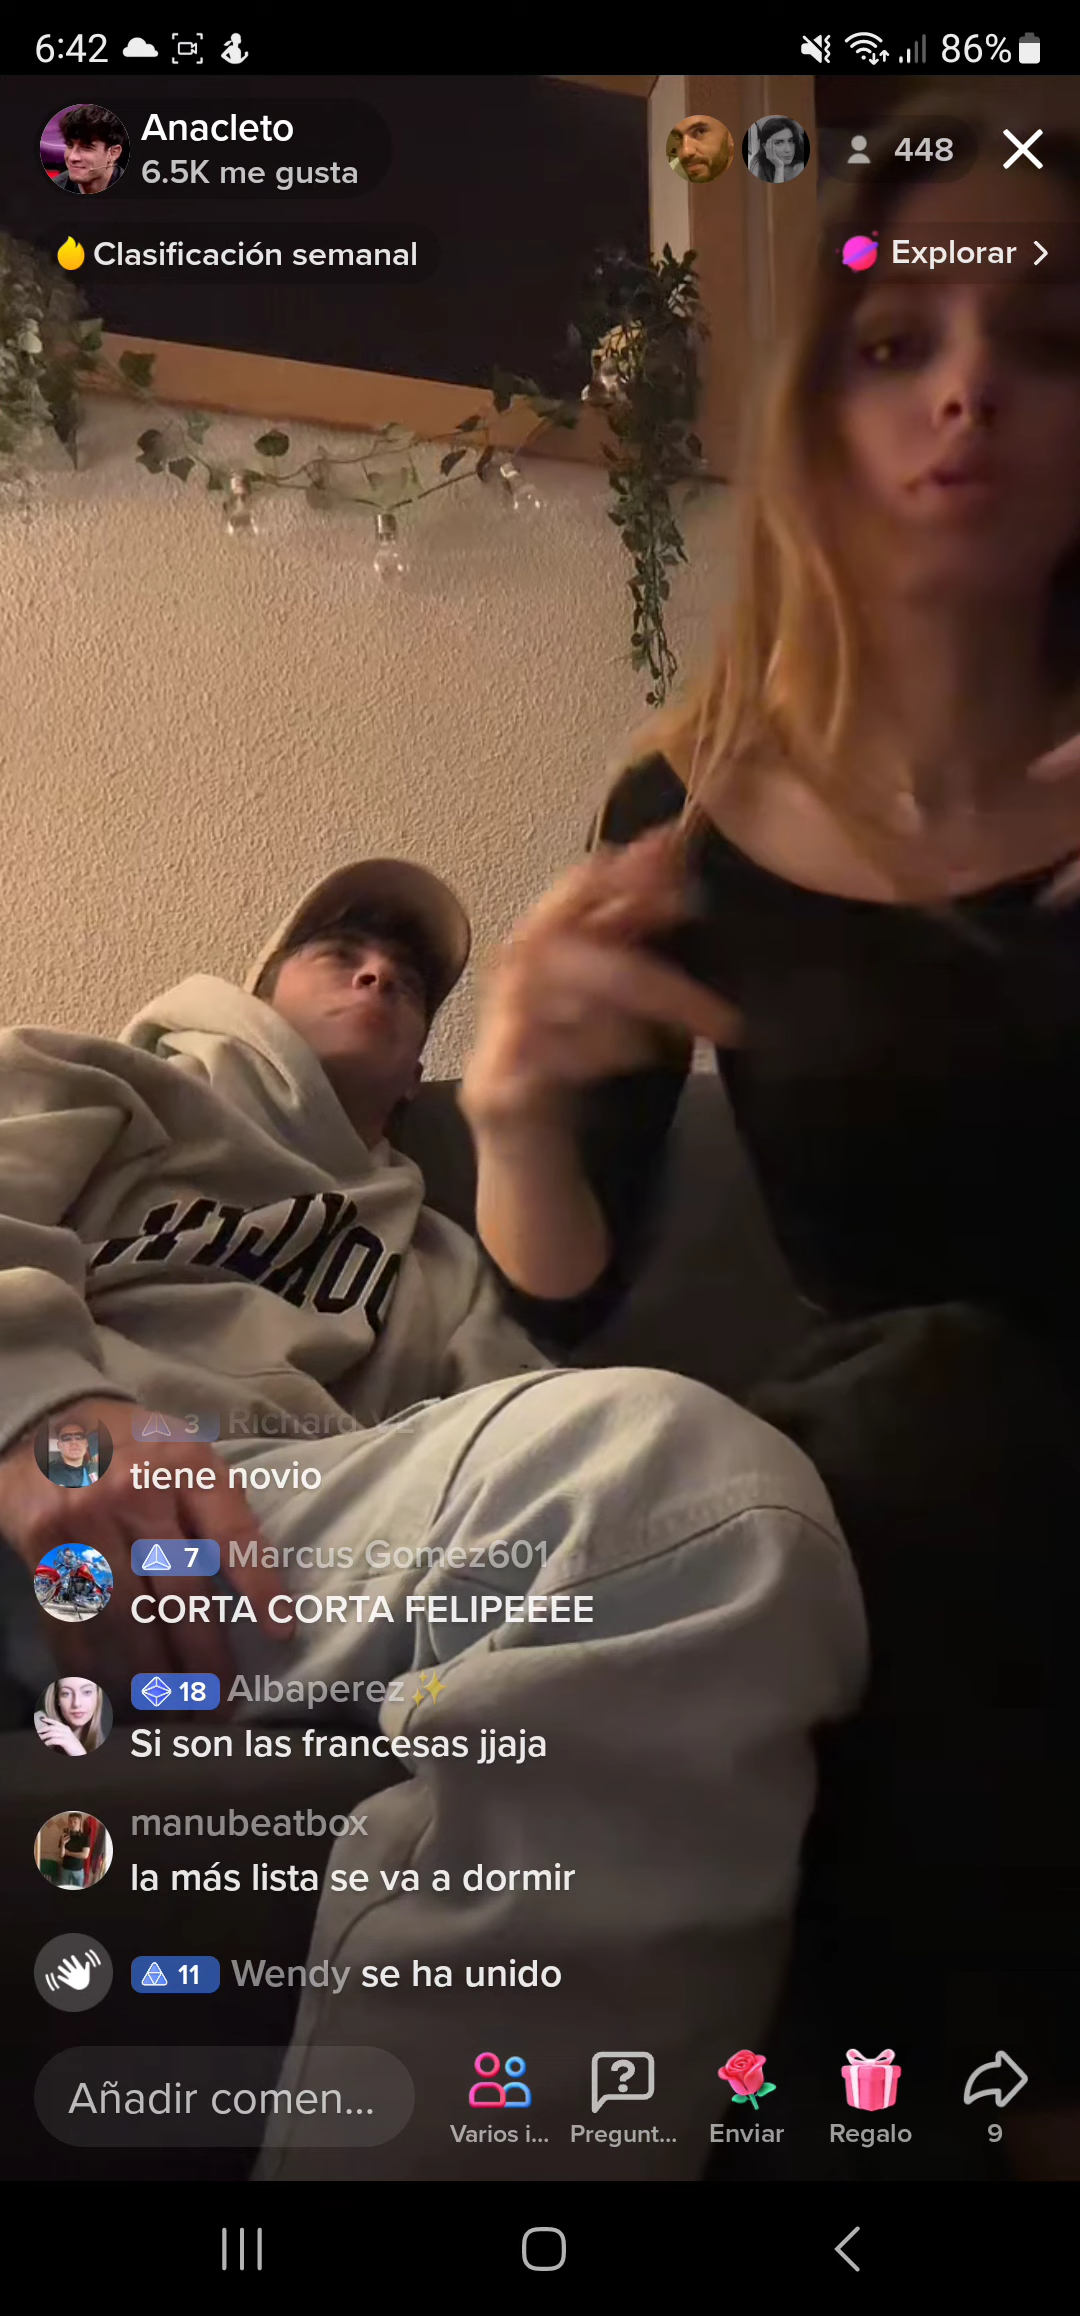 6:42
86%
Anacleto
6.5K me gusta
448
Clasificación semanal
Explorar
3 Richard
tiene novio
7 Marcus Gomez601
CORTA CORTA FELIPEEEE
18 Albaperez✨
Si son las francesas jjaja
manubeatbox
la más lista se va a dormir
11 Wendy se ha unido
Añadir comen...
Varios i...
Pregunt...
Enviar
Regalo
9